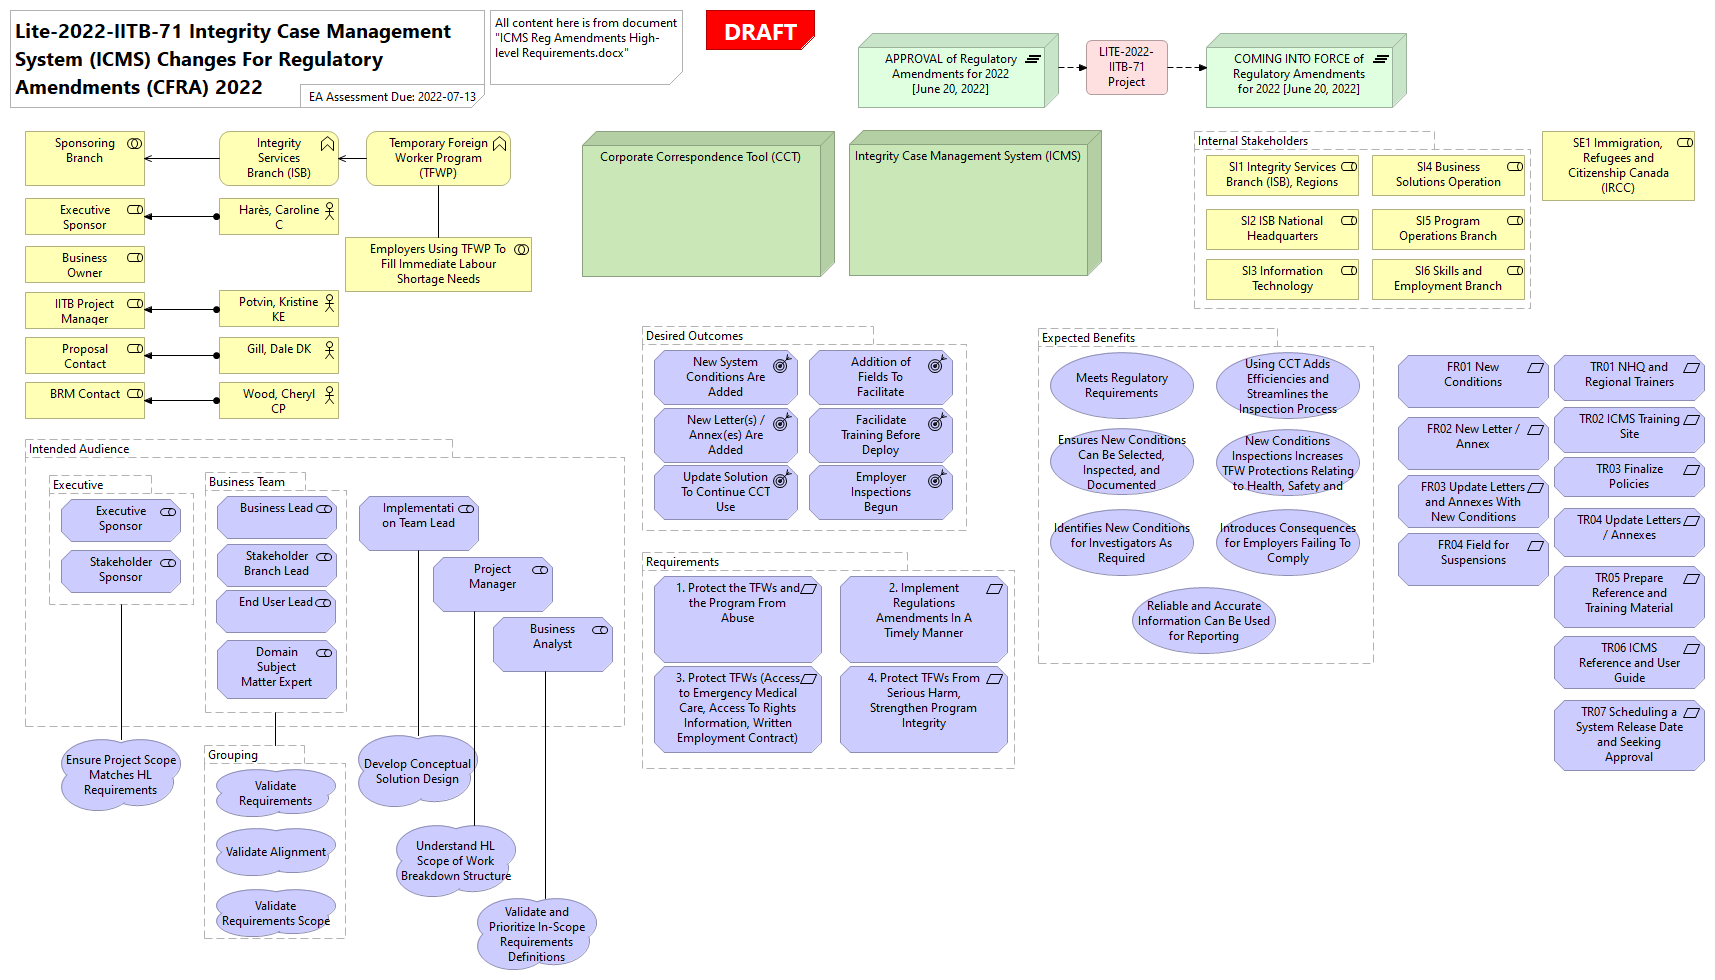 Lite-2022-IITB-71 Integrity Case Management
System (ICMS) Changes For Regulatory
Amendments (CFRA) 2022
EA Assessment Due: 2022-07-13
All content here is from document
"ICMS Reg Amendments High-
level Requirements.docx"
DRAFT
APPROVAL of Regulatory
Amendments for 2022
[June 20, 2022]
LITE-2022-
IITB-71
Project
COMING INTO FORCE of
Regulatory Amendments
for 2022 [June 20, 2022]
Sponsoring
Branch
Integrity
Services
Branch (ISB)
Temporary Foreign
Worker Program
(TFWP)
Executive
Sponsor
Harès, Caroline
C
Employers Using TFWP To
Fill Immediate Labour
Shortage Needs
Business
Owner
IITB Project
Manager
Potvin, Kristine
KE
Proposal
Contact
Gill, Dale DK
BRM Contact
Wood, Cheryl
CP
Corporate Correspondence Tool (CCT)
Integrity Case Management System (ICMS)
Internal Stakeholders
SI1 Integrity Services
Branch (ISB), Regions
SI4 Business
Solutions Operation
SI2 ISB National
Headquarters
SI5 Program
Operations Branch
SI3 Information
Technology
SI6 Skills and
Employment Branch
SE1 Immigration,
Refugees and
Citizenship Canada
(IRCC)
Intended Audience
Executive
Executive
Sponsor
Stakeholder
Sponsor
Business Team
Business Lead
Stakeholder
Branch Lead
End User Lead
Domain
Subject
Matter Expert
Implementati
on Team Lead
Project
Manager
Business
Analyst
Ensure Project Scope
Matches HL
Requirements
Grouping
Validate
Requirements
Validate Alignment
Validate
Requirements Scope
Develop Conceptual
Solution Design
Understand HL
Scope of Work
Breakdown Structure
Validate and
Prioritize In-Scope
Requirements
Definitions
Desired Outcomes
New System
Conditions Are
Added
Addition of
Fields To
Facilitate
New Letter(s) /
Annex(es) Are
Added
Facilidate
Training Before
Deploy
Update Solution
To Continue CCT
Use
Employer
Inspections
Begun
Requirements
1. Protect the TFWs and
the Program From
Abuse
2. Implement
Regulations
Amendments In A
Timely Manner
3. Protect TFWs (Access
to Emergency Medical
Care, Access To Rights
Information, Written
Employment Contract)
4. Protect TFWs From
Serious Harm,
Strengthen Program
Integrity
Expected Benefits
Meets Regulatory
Requirements
Using CCT Adds
Efficiencies and
Streamlines the
Inspection Process
Ensures New Conditions
Can Be Selected,
Inspected, and
Documented
New Conditions
Inspections Increases
TFW Protections Relating
to Health, Safety and
Identifies New Conditions
for Investigators As
Required
Introduces Consequences
for Employers Failing To
Comply
Reliable and Accurate
Information Can Be Used
for Reporting
FR01 New
Conditions
FR02 New Letter /
Annex
FR03 Update Letters
and Annexes With
New Conditions
FR04 Field for
Suspensions
TR01 NHQ and
Regional Trainers
TR02 ICMS Training
Site
TR03 Finalize
Policies
TR04 Update Letters
/ Annexes
TR05 Prepare
Reference and
Training Material
TR06 ICMS
Reference and User
Guide
TR07 Scheduling a
System Release Date
and Seeking
Approval